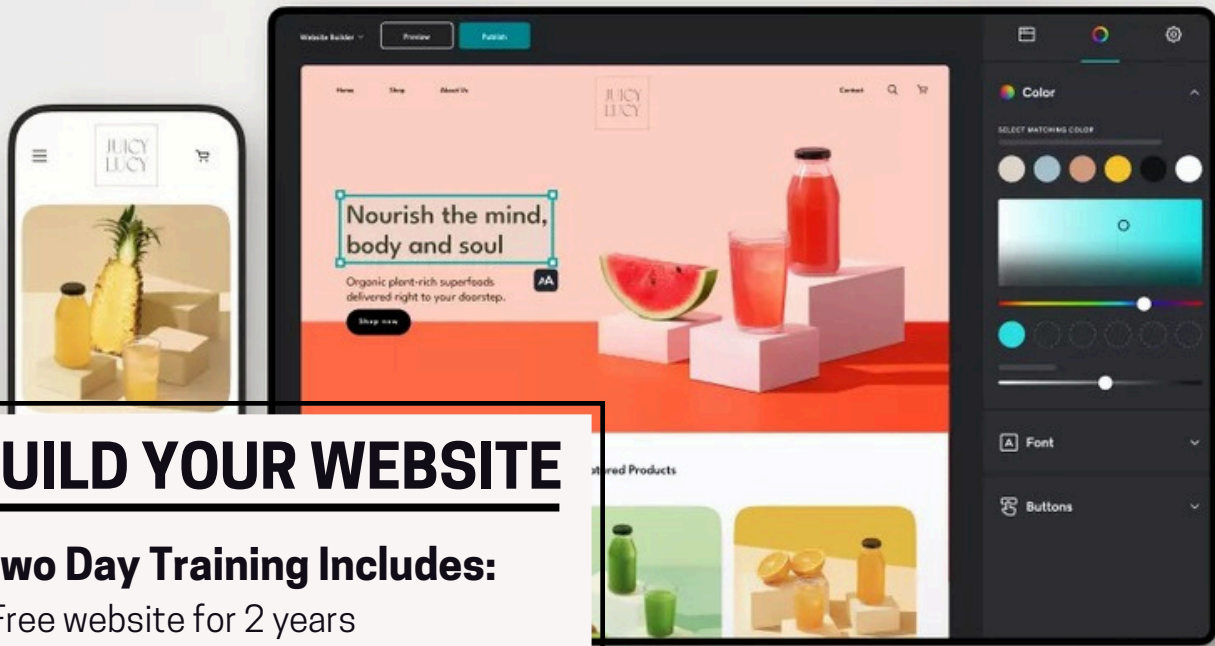 Website Builder
Preview
Publish
Home
Shop
About Us
JUICY
LUCY
Contact
Color
SELECT MATCHING COLOR
JUICY
LUCY
Nourish the mind,
body and soul
AA
Organic plant-rich superfoods
delivered right to your doorstep.
Shop now
A Font
Buttons
UILD YOUR WEBSITE
tured Products
wo Day Training Includes:
Free website for 2 years